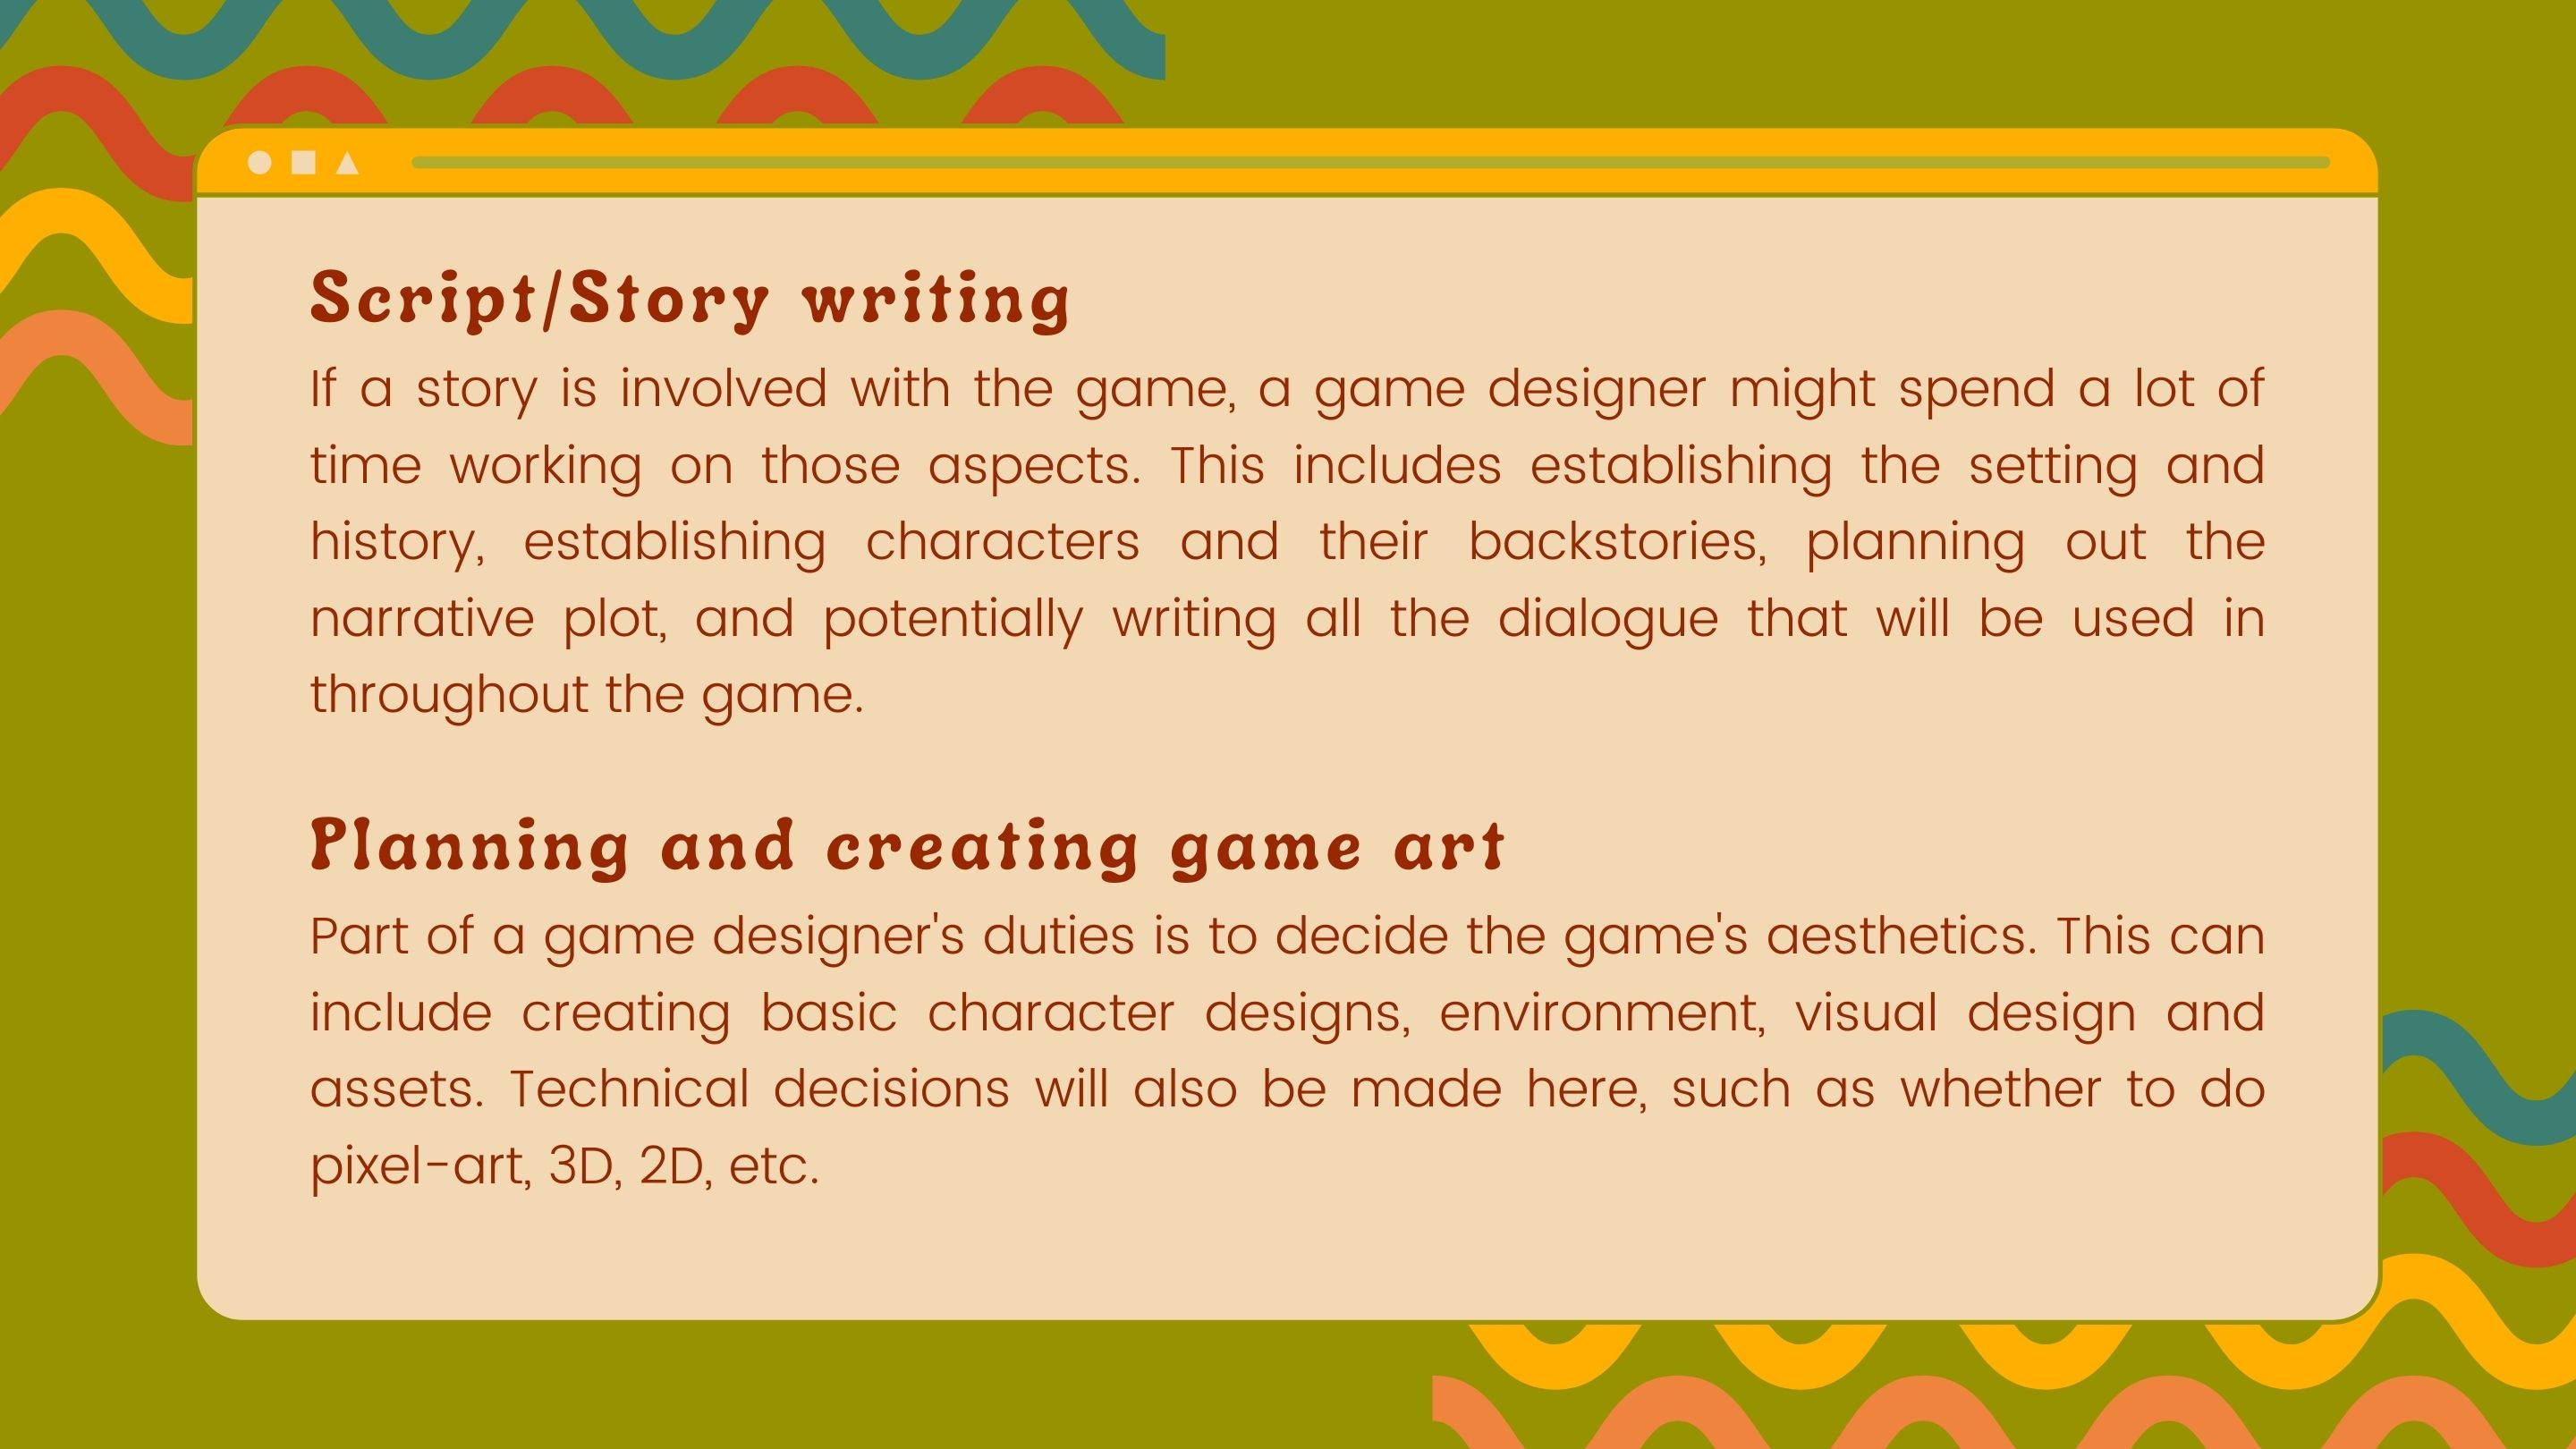 Script/Story writing
If a story is involved with the game, a game designer might spend a lot of
time working on those aspects. This includes establishing the setting and
history, establishing characters and their backstories, planning out the
narrative plot, and potentially writing all the dialogue that will be used in
throughout the game.
Planning and creating game art
Part of a game designer's duties is to decide the game's aesthetics. This can
include creating basic character designs, environment, visual design and
assets. Technical decisions will also be made here, such as whether to do
pixel-art, 3D, 2D, etc.